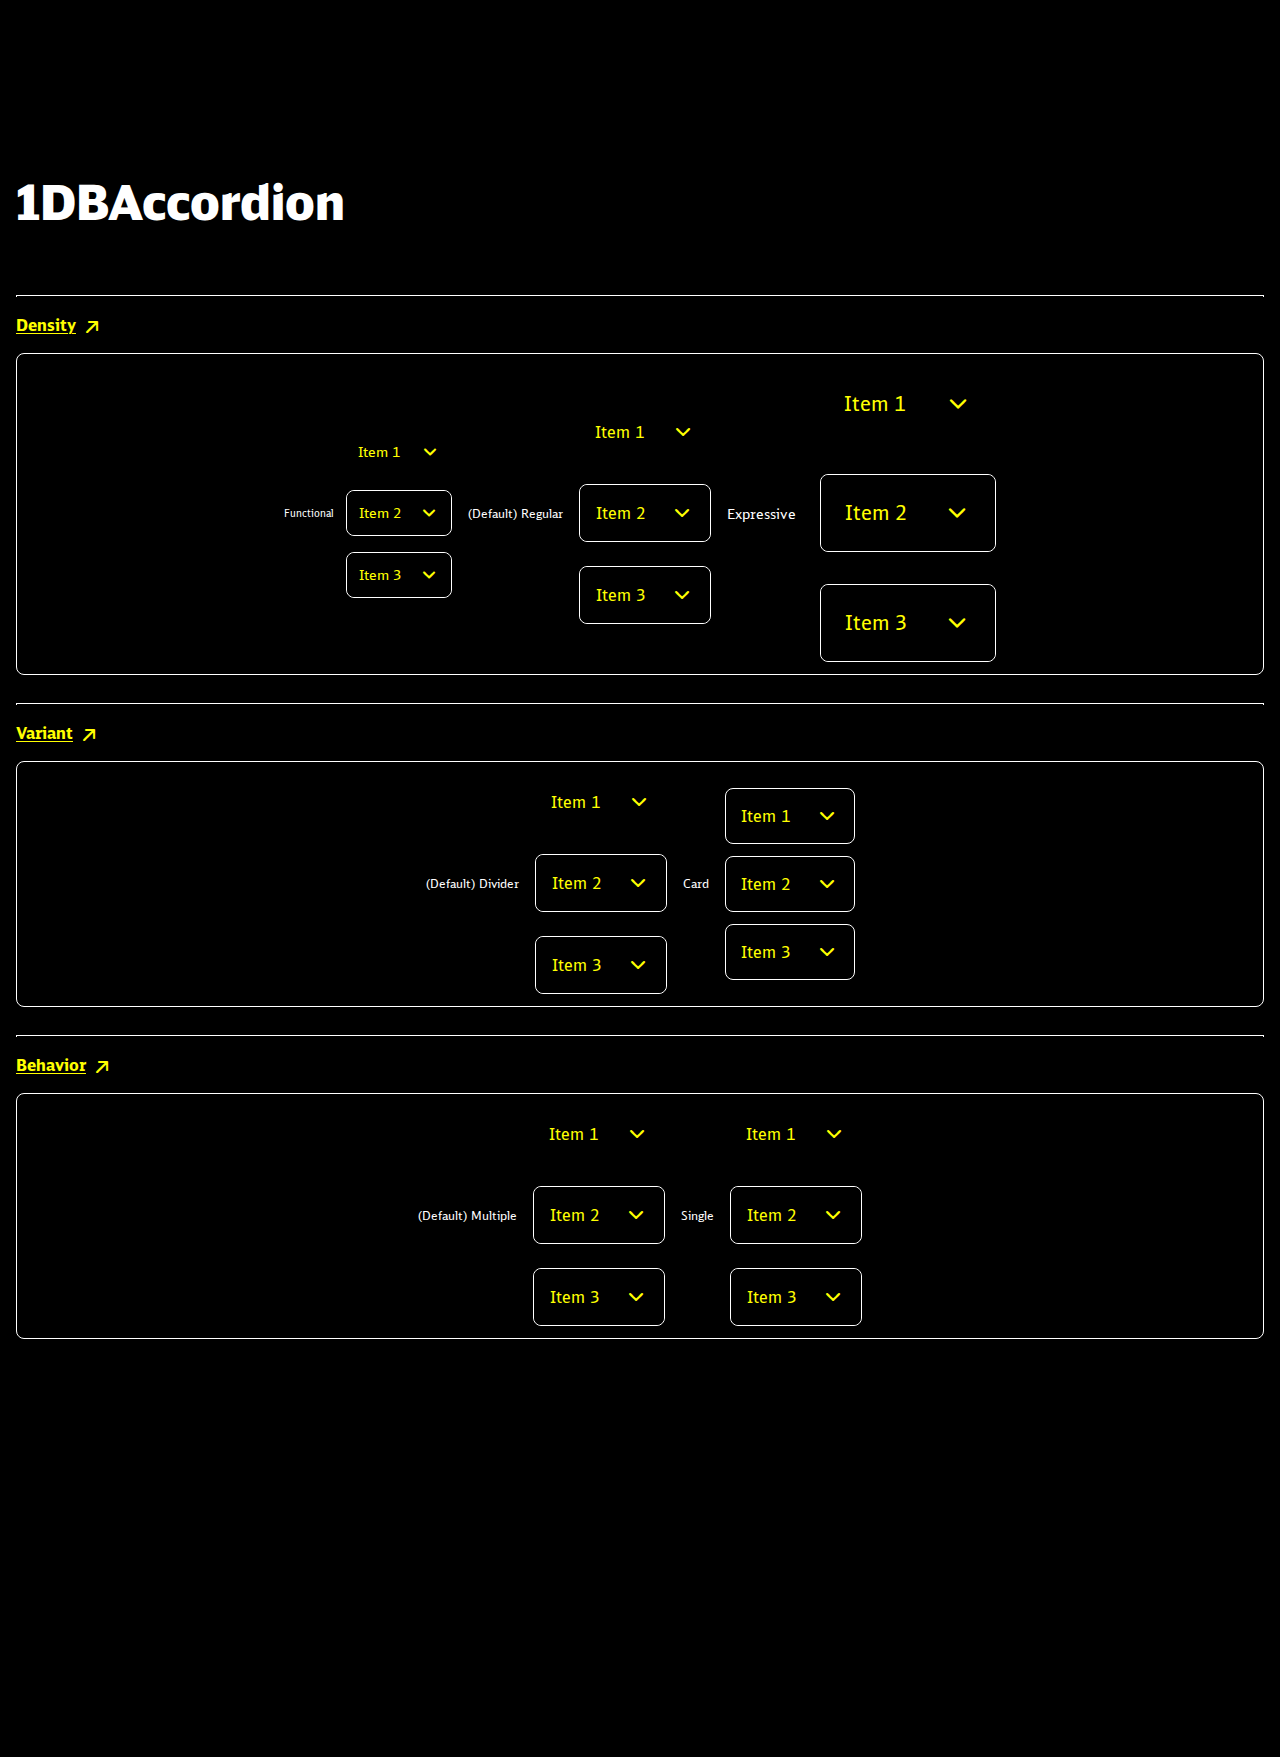 1DBAccordion
Density
Functional
Item 1
Item 2
Item 3
(Default) Regular
Item 1
Item 2
Item 3
Expressive
Item 1
Item 2
Item 3
Variant
(Default) Divider
Item 1
Item 2
Item 3
Card
Item 1
Item 2
Item 3
Behavior
(Default) Multiple
Item 1
Item 2
Item 3
Single
Item 1
Item 2
Item 3